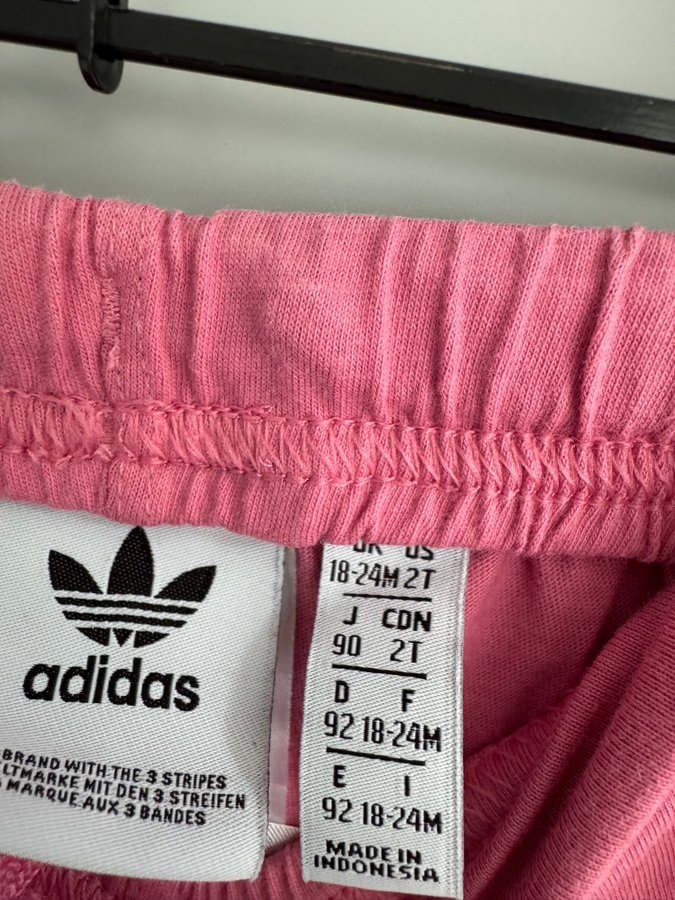 adidas
BRAND WITH THE 3 STRIPES
MIT DEN 3 STREIFEN
MARQUE AUX 3 BANDES
UK US
18-24M 2T
J CDN
90 2T
D F
92 18-24M
E I
92 18-24M
MADE IN
INDONESIA